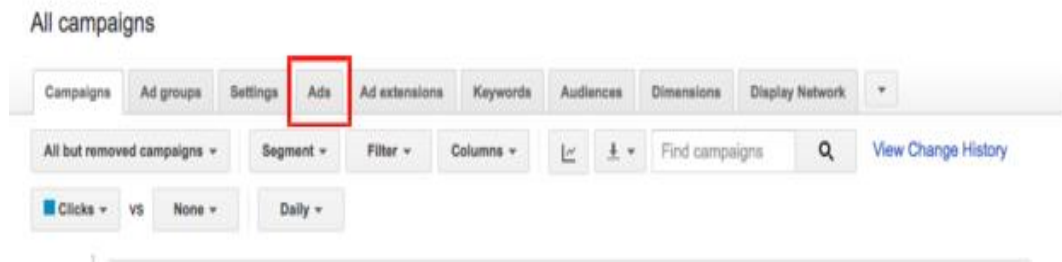 All campaigns
Campaigns Ad groups Settings Ads Ad extensions Keywords Audiences Dimensions Display Network
All but removed campaigns Segment Filter Columns Find campaigns View Change History
Clicks VS None Daily
1